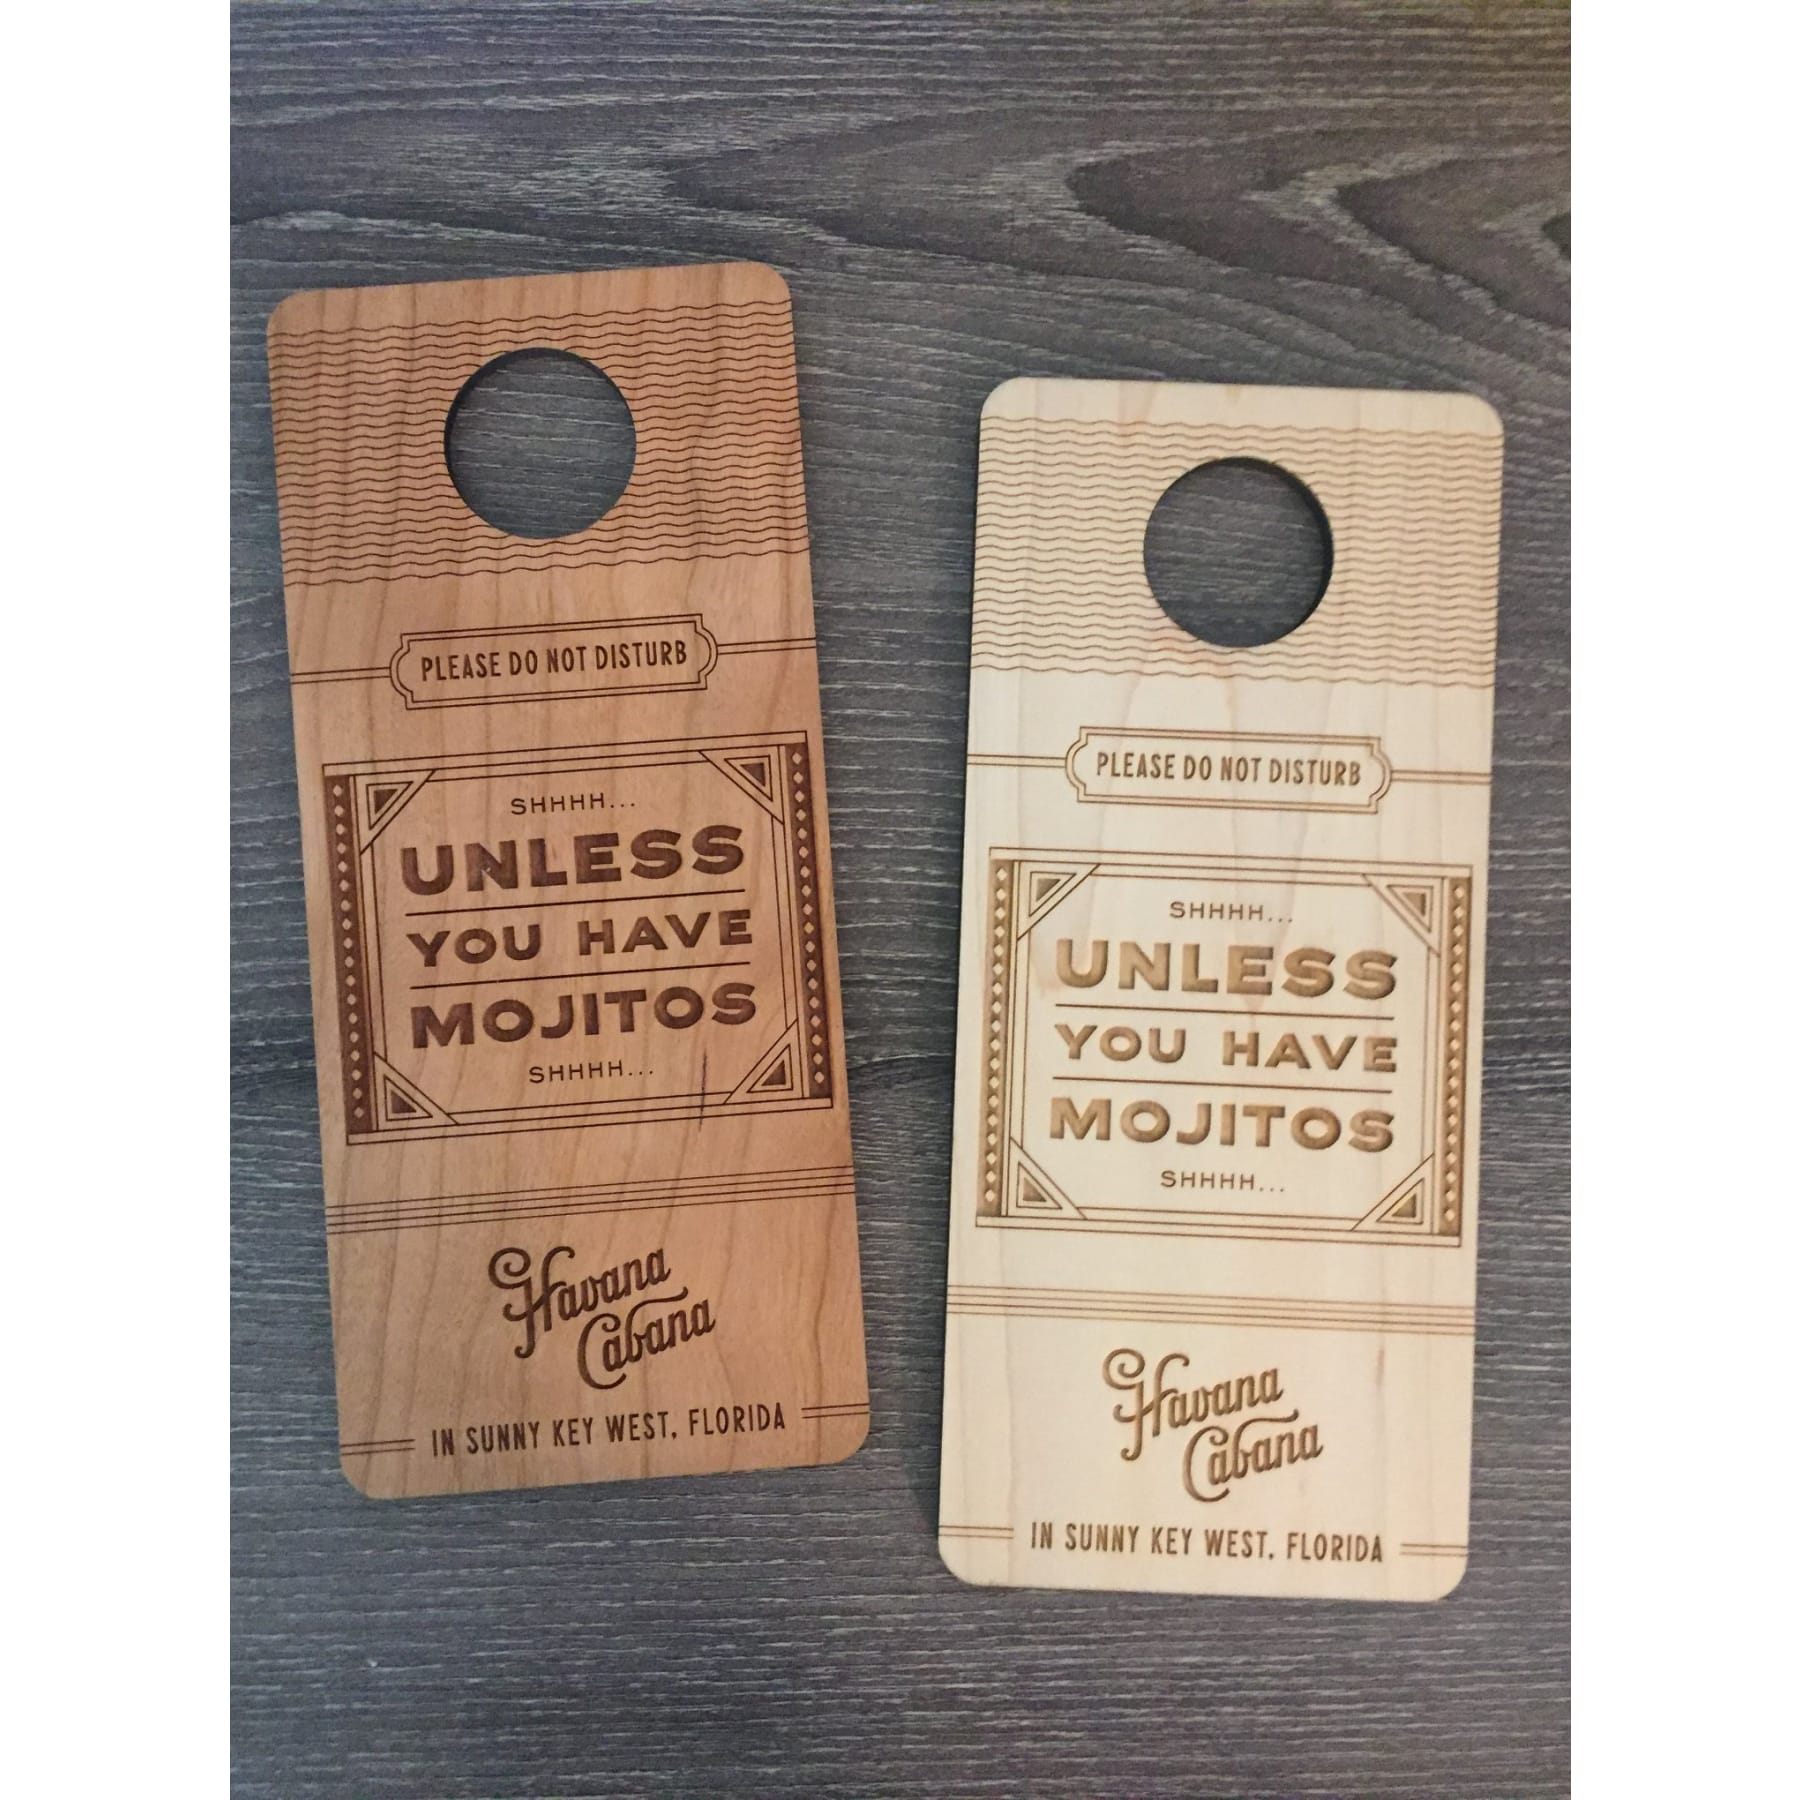 PLEASE DO NOT DISTURB
SHHHH...
UNLESS
YOU HAVE
MOJITOS
SHHHH...
Havana
Cabana
IN SUNNY KEY WEST, FLORIDA
PLEASE DO NOT DISTURB
SHHHH...
UNLESS
YOU HAVE
MOJITOS
SHHHH...
Havana
Cabana
IN SUNNY KEY WEST, FLORIDA